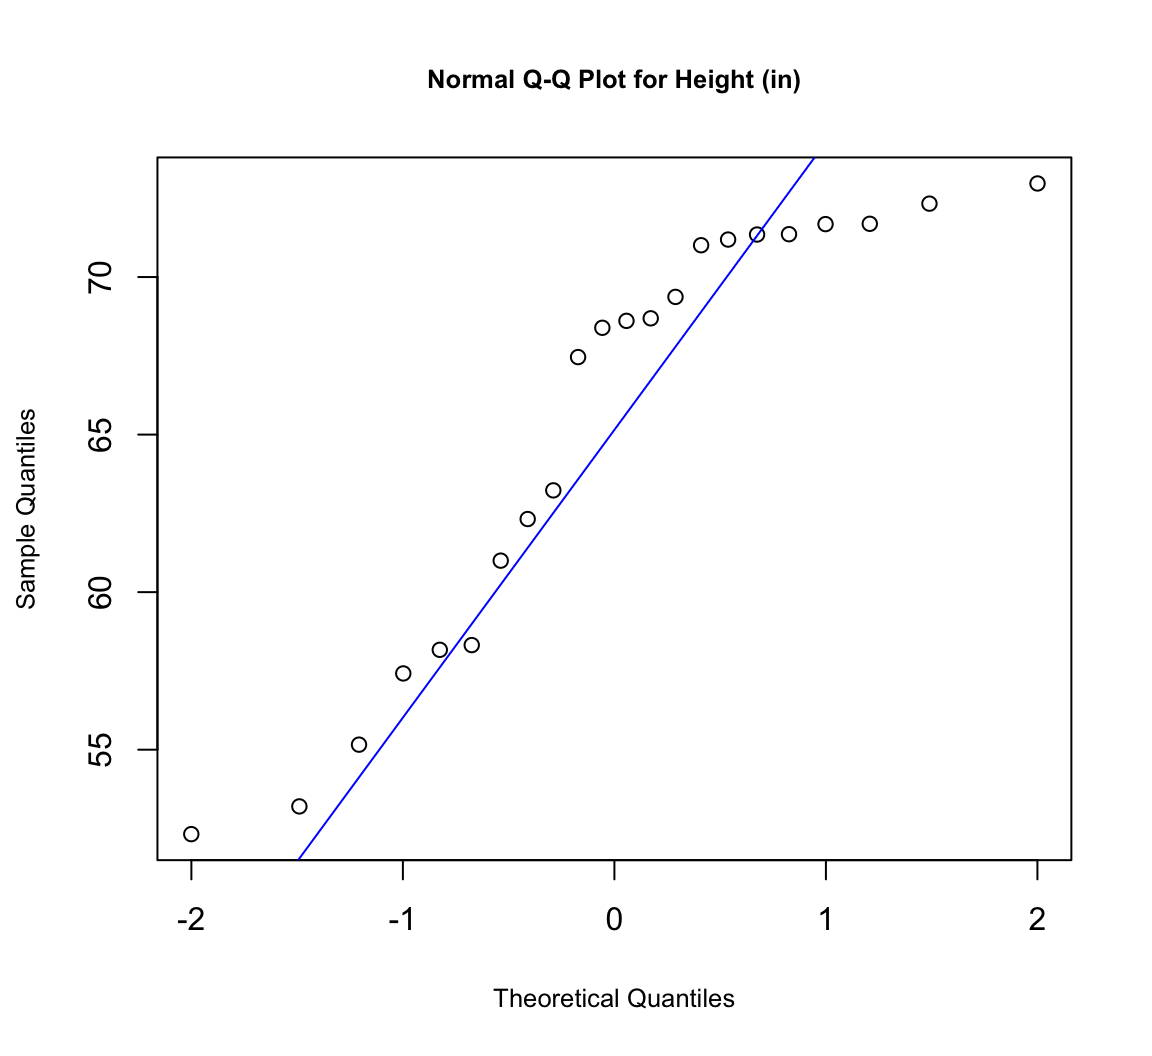 Normal Q-Q Plot for Height (in)
Sample Quantiles
70
65
60
55
-2 -1 0 1 2
Theoretical Quantiles